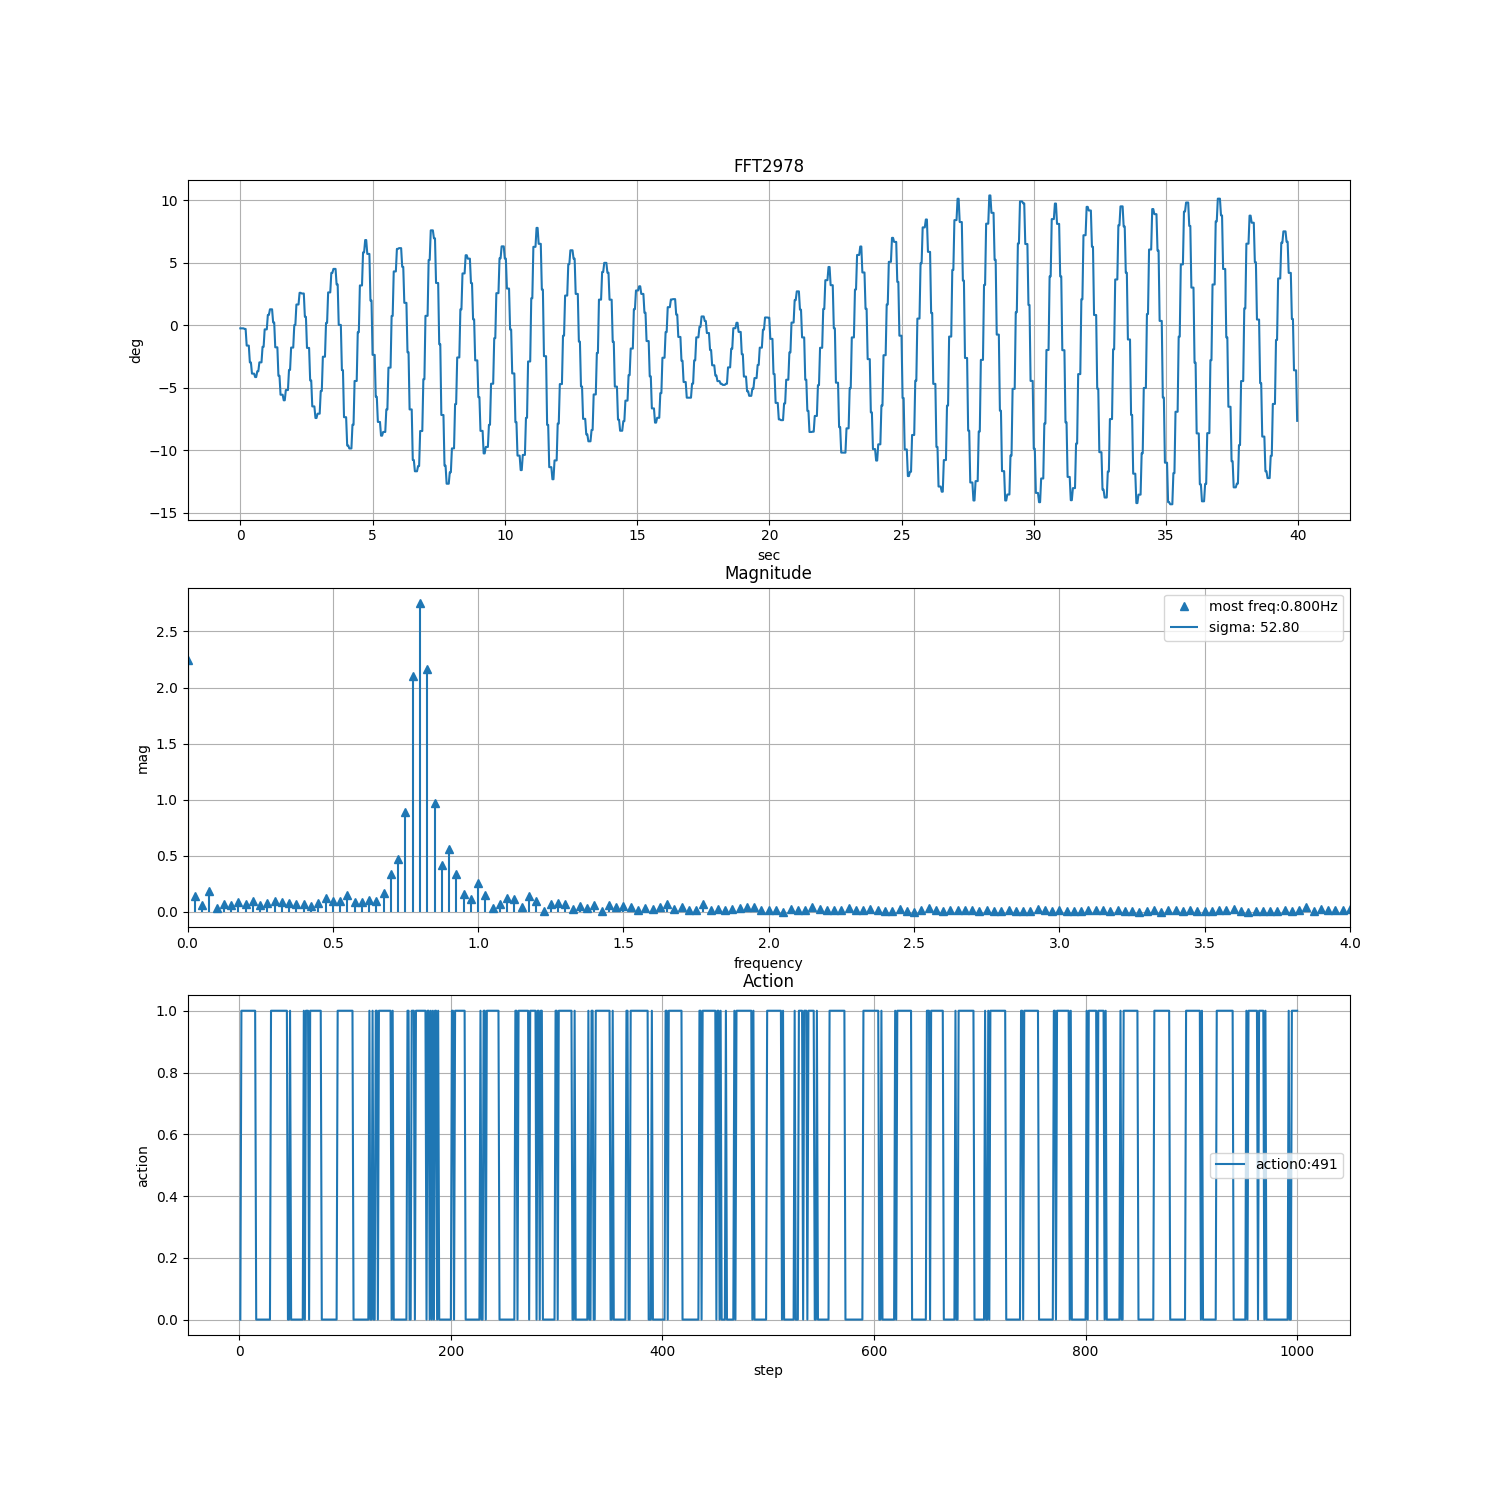 FFT2978
10
5
0
−5
−10
−15
deg
0 5 10 15 20 25 30 35 40
sec
Magnitude
most freq:0.800Hz
sigma: 52.80
2.5
2.0
1.5
1.0
0.5
0.0
mag
0.0 0.5 1.0 1.5 2.0 2.5 3.0 3.5 4.0
frequency
Action
1.0
0.8
0.6
0.4
0.2
0.0
action
action0:491
0 200 400 600 800 1000
step